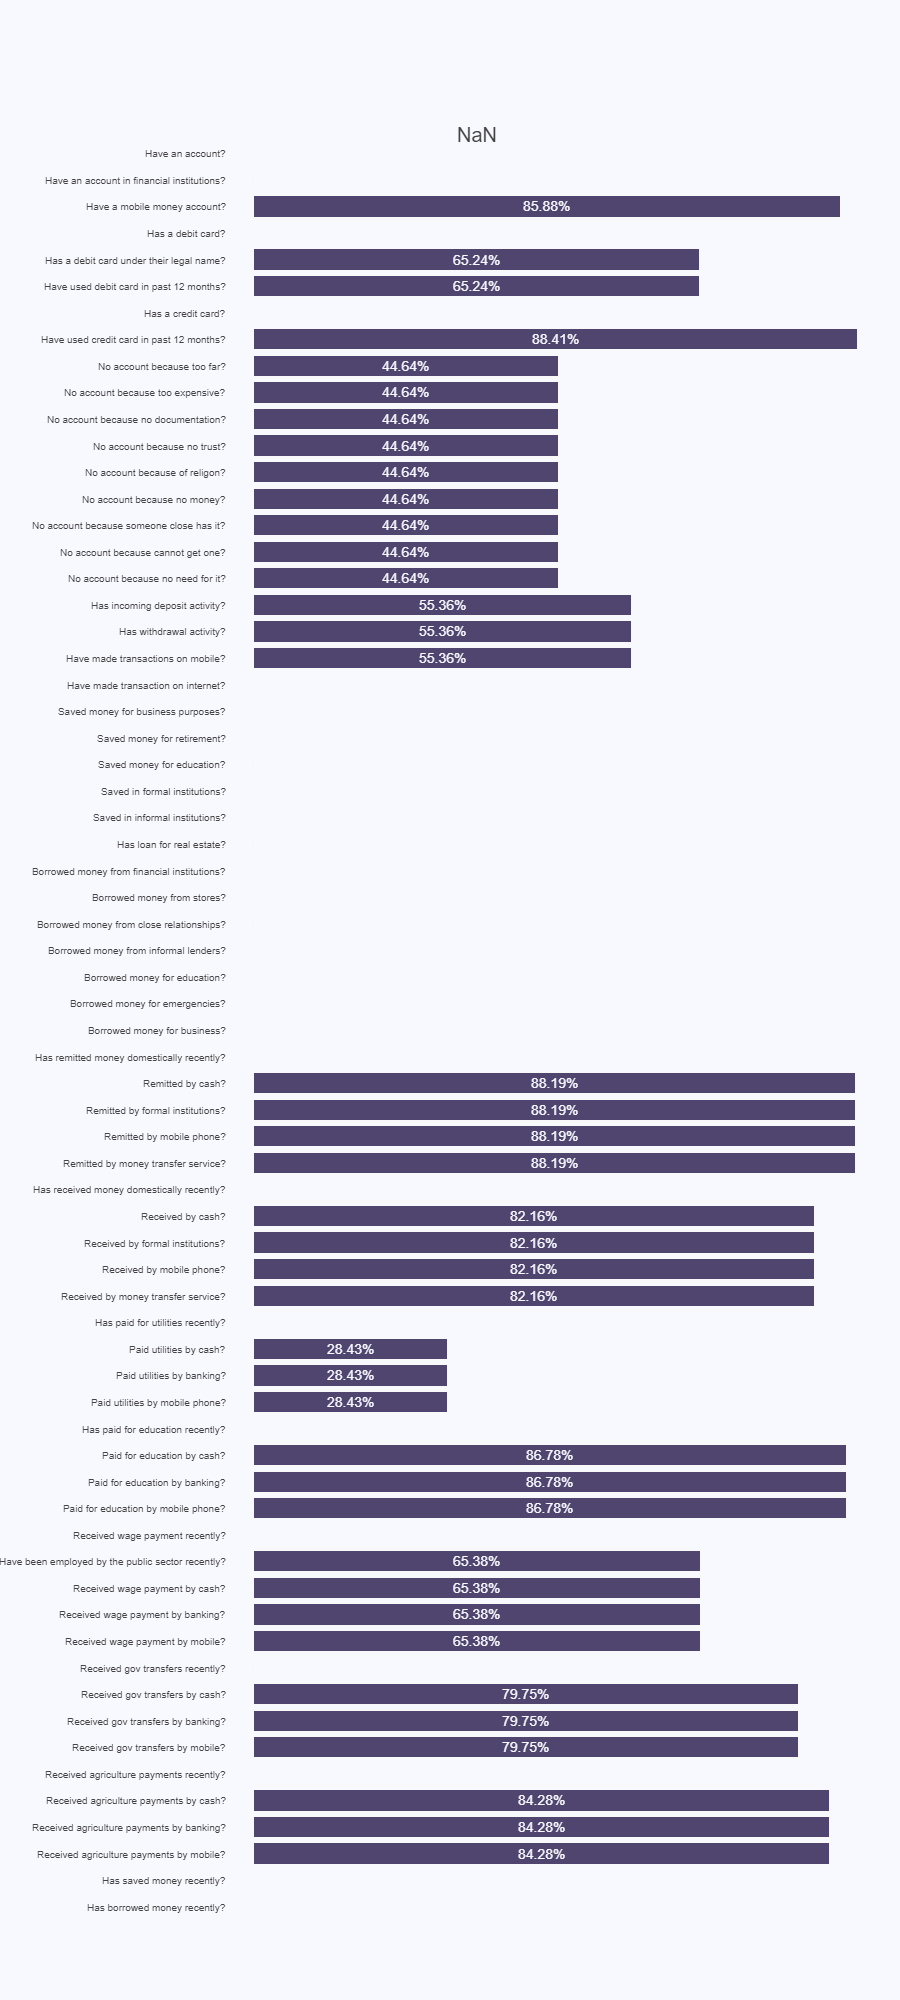 NaN
Have an account?
Have an account in financial institutions?
Have a mobile money account? 85.88%
Has a debit card?
Has a debit card under their legal name? 65.24%
Have used debit card in past 12 months? 65.24%
Has a credit card?
Have used credit card in past 12 months? 88.41%
No account because too far? 44.64%
No account because too expensive? 44.64%
No account because no documentation? 44.64%
No account because no trust? 44.64%
No account because of religon? 44.64%
No account because no money? 44.64%
No account because someone close has it? 44.64%
No account because cannot get one? 44.64%
No account because no need for it? 44.64%
Has incoming deposit activity? 55.36%
Has withdrawal activity? 55.36%
Have made transactions on mobile? 55.36%
Have made transaction on internet?
Saved money for business purposes?
Saved money for retirement?
Saved money for education?
Saved in formal institutions?
Saved in informal institutions?
Has loan for real estate?
Borrowed money from financial institutions?
Borrowed money from stores?
Borrowed money from close relationships?
Borrowed money from informal lenders?
Borrowed money for education?
Borrowed money for emergencies?
Borrowed money for business?
Has remitted money domestically recently?
Remitted by cash? 88.19%
Remitted by formal institutions? 88.19%
Remitted by mobile phone? 88.19%
Remitted by money transfer service? 88.19%
Has received money domestically recently?
Received by cash? 82.16%
Received by formal institutions? 82.16%
Received by mobile phone? 82.16%
Received by money transfer service? 82.16%
Has paid for utilities recently?
Paid utilities by cash? 28.43%
Paid utilities by banking? 28.43%
Paid utilities by mobile phone? 28.43%
Has paid for education recently?
Paid for education by cash? 86.78%
Paid for education by banking? 86.78%
Paid for education by mobile phone? 86.78%
Received wage payment recently?
Have been employed by the public sector recently? 65.38%
Received wage payment by cash? 65.38%
Received wage payment by banking? 65.38%
Received wage payment by mobile? 65.38%
Received gov transfers recently?
Received gov transfers by cash? 79.75%
Received gov transfers by banking? 79.75%
Received gov transfers by mobile? 79.75%
Received agriculture payments recently?
Received agriculture payments by cash? 84.28%
Received agriculture payments by banking? 84.28%
Received agriculture payments by mobile? 84.28%
Has saved money recently?
Has borrowed money recently?